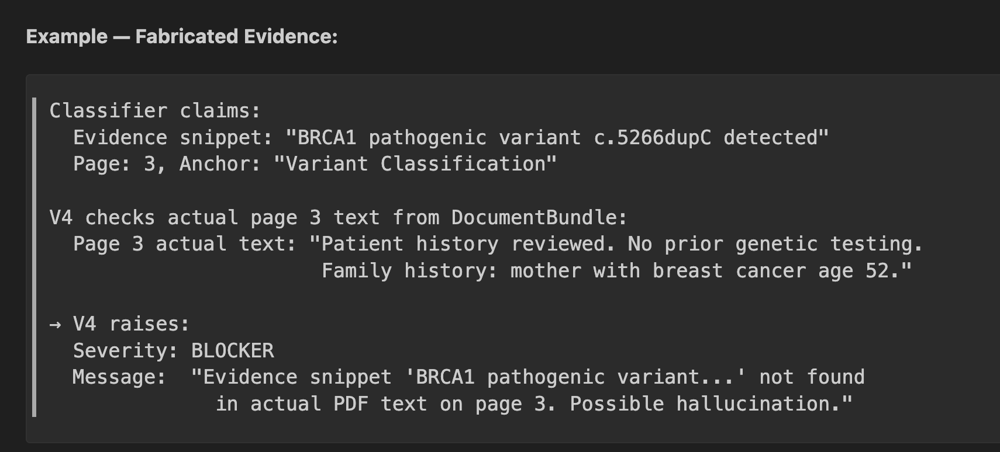 Example — Fabricated Evidence:
Classifier claims:
Evidence snippet: "BRCA1 pathogenic variant c.5266dupC detected"
Page: 3, Anchor: "Variant Classification"
V4 checks actual page 3 text from DocumentBundle:
Page 3 actual text: "Patient history reviewed. No prior genetic testing.
Family history: mother with breast cancer age 52."
→ V4 raises:
Severity: BLOCKER
Message:  "Evidence snippet 'BRCA1 pathogenic variant...' not found
in actual PDF text on page 3. Possible hallucination."